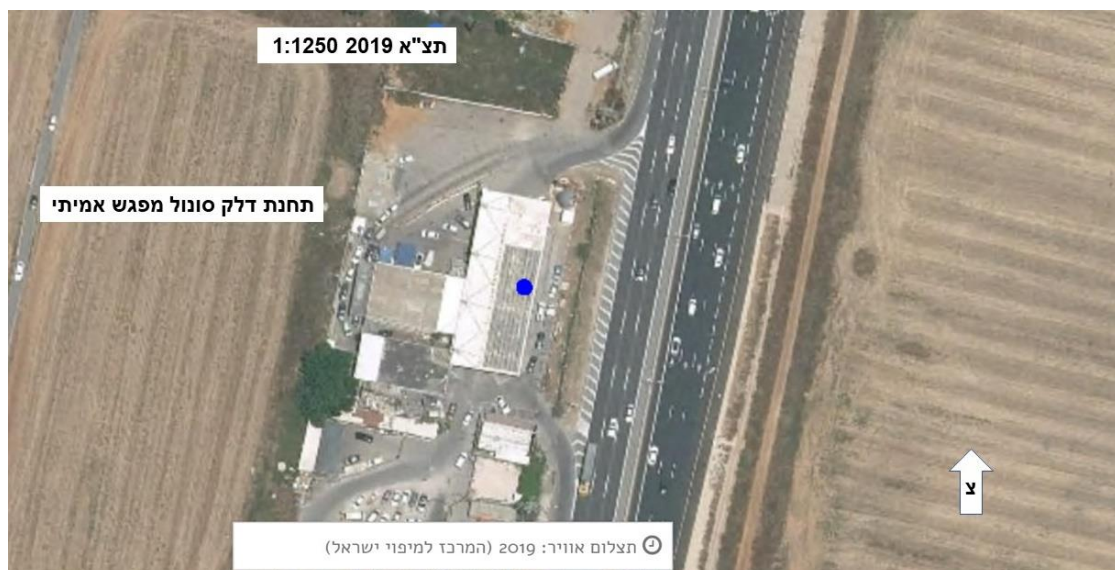 תצ"א 2019 1:1250
תחנת דלק סונול מפגש אמיתי
צ
תצלום אוויר: 2019 (המרכז למיפוי ישראל)